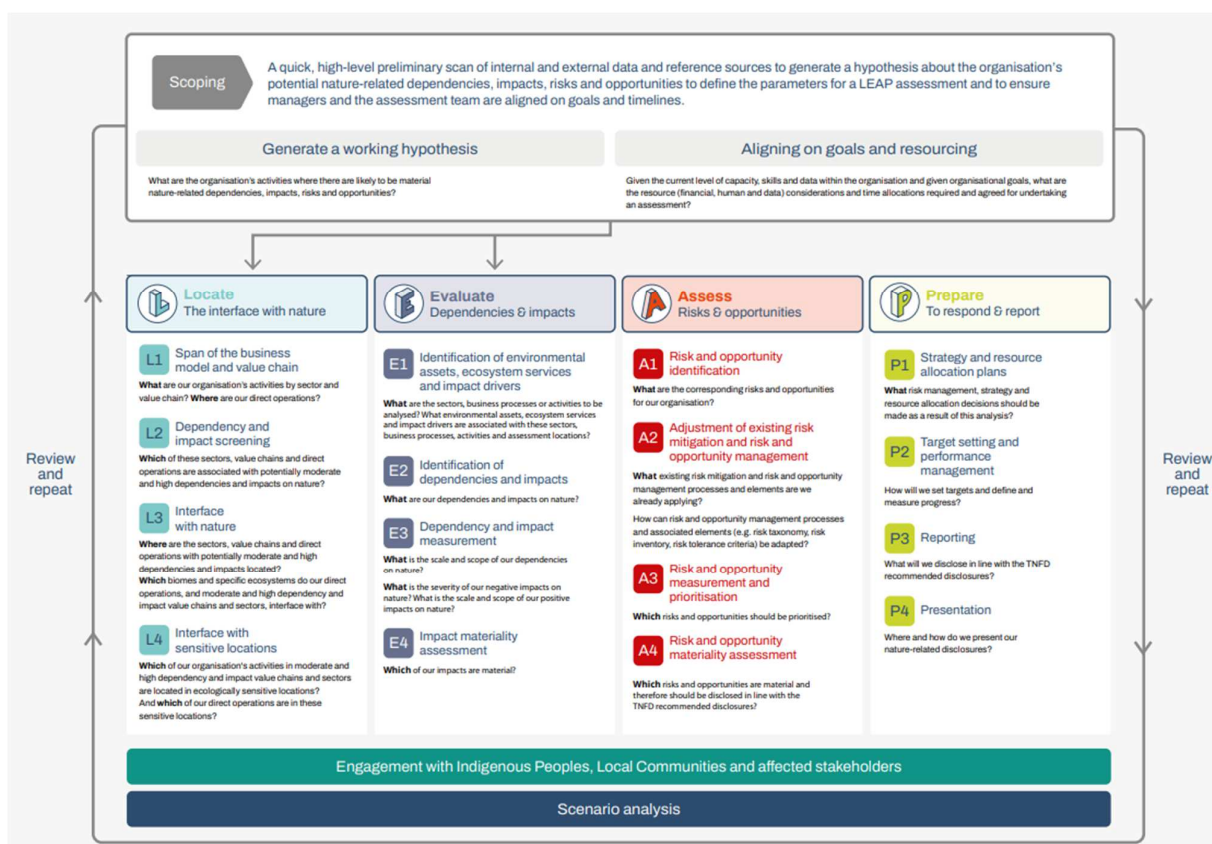 Scoping
A quick, high-level preliminary scan of internal and external data and reference sources to generate a hypothesis about the organisation's
potential nature-related dependencies, impacts, risks and opportunities to define the parameters for a LEAP assessment and to ensure
managers and the assessment team are aligned on goals and timelines.
Generate a working hypothesis
What are the organisation's activities where there are likely to be material
nature-related dependencies, impacts, risks and opportunities?
Aligning on goals and resourcing
Given the current level of capacity, skills and data within the organisation and given organisational goals, what are
the resource (financial, human and data) considerations and time allocations required and agreed for undertaking
an assessment?
Review
and
repeat
L
Locate
The interface with nature
L1
Span of the business
model and value chain
What are our organisation's activities by sector and
value chain? Where are our direct operations?
L2
Dependency and
impact screening
Which of these sectors, value chains and direct
operations are associated with potentially moderate
and high dependencies and impacts on nature?
L3
Interface
with nature
Where are the sectors, value chains and direct
operations with potentially moderate and high
dependencies and impacts located?
Which biomes and specific ecosystems do our direct
operations, and moderate and high dependency and
impact value chains and sectors, interface with?
L4
Interface with
sensitive locations
Which of our organisation's activities in moderate and
high dependency and impact value chains and sectors
are located in ecologically sensitive locations?
And which of our direct operations are in these
sensitive locations?
E
Evaluate
Dependencies & impacts
E1
Identification of environmental
assets, ecosystem services
and impact drivers
What are the sectors, business processes or activities to be
analysed? What environmental assets, ecosystem services
and impact drivers are associated with these sectors,
business processes, activities and assessment locations?
E2
Identification of
dependencies and impacts
What are our dependencies and impacts on nature?
E3
Dependency and impact
measurement
What is the scale and scope of our dependencies
on nature?
What is the severity of our negative impacts on
nature? What is the scale and scope of our positive
impacts on nature?
E4
Impact materiality
assessment
Which of our impacts are material?
A
Assess
Risks & opportunities
A1
Risk and opportunity
identification
What are the corresponding risks and opportunities
for our organisation?
A2
Adjustment of existing risk
mitigation and risk and
opportunity management
What existing risk mitigation and risk and opportunity
management processes and elements are we
already applying?
How can risk and opportunity management processes
and associated elements (e.g. risk taxonomy, risk
inventory, risk tolerance criteria) be adapted?
A3
Risk and opportunity
measurement and
prioritisation
Which risks and opportunities should be prioritised?
A4
Risk and opportunity
materiality assessment
Which risks and opportunities are material and
therefore should be disclosed in line with the
TNFD recommended disclosures?
P
Prepare
To respond & report
P1
Strategy and resource
allocation plans
What risk management, strategy and
resource allocation decisions should be
made as a result of this analysis?
P2
Target setting and
performance
management
How will we set targets and define and
measure progress?
P3
Reporting
What will we disclose in line with the TNFD
recommended disclosures?
P4
Presentation
Where and how do we present our
nature-related disclosures?
Review
and
repeat
Engagement with Indigenous Peoples, Local Communities and affected stakeholders
Scenario analysis